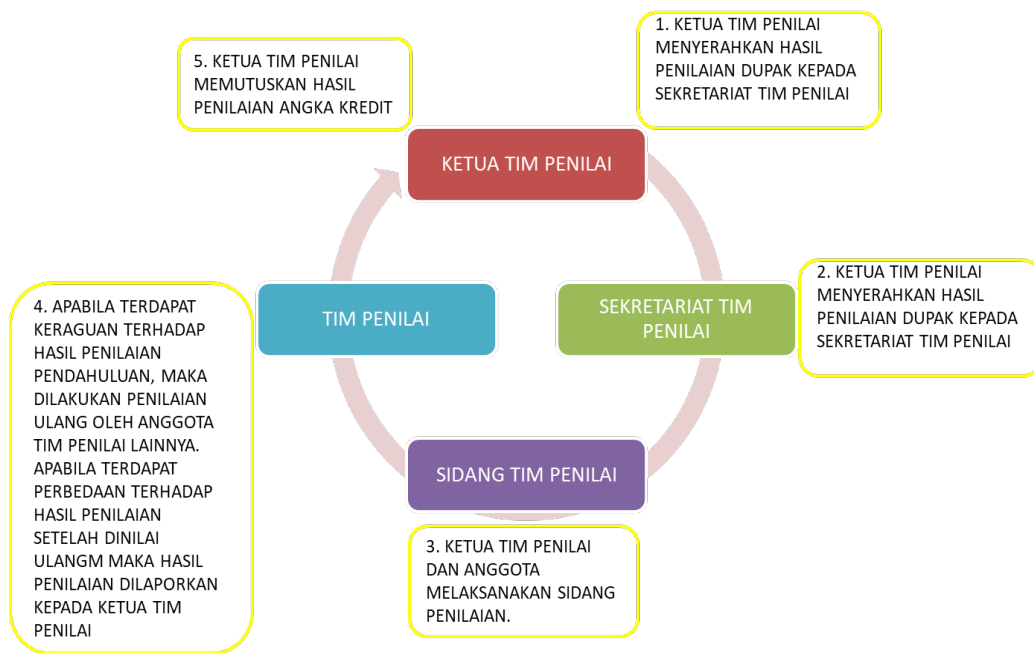 1. KETUA TIM PENILAI
MENYERAHKAN HASIL
PENILAIAN DUPAK KEPADA
SEKRETARIAT TIM PENILAI
5. KETUA TIM PENILAI
MEMUTUSKAN HASIL
PENILAIAN ANGKA KREDIT
KETUA TIM PENILAI
2. KETUA TIM PENILAI
MENYERAHKAN HASIL
PENILAIAN DUPAK KEPADA
SEKRETARIAT TIM PENILAI
SEKRETARIAT TIM
PENILAI
TIM PENILAI
4. APABILA TERDAPAT
KERAGUAN TERHADAP
HASIL PENILAIAN
PENDAHULUAN, MAKA
DILAKUKAN PENILAIAN
ULANG OLEH ANGGOTA
TIM PENILAI LAINNYA.
APABILA TERDAPAT
PERBEDAAN TERHADAP
HASIL PENILAIAN
SETELAH DINILAI
ULANGM MAKA HASIL
PENILAIAN DILAPORKAN
KEPADA KETUA TIM
PENILAI
SIDANG TIM PENILAI
3. KETUA TIM PENILAI
DAN ANGGOTA
MELAKSANAKAN SIDANG
PENILAIAN.